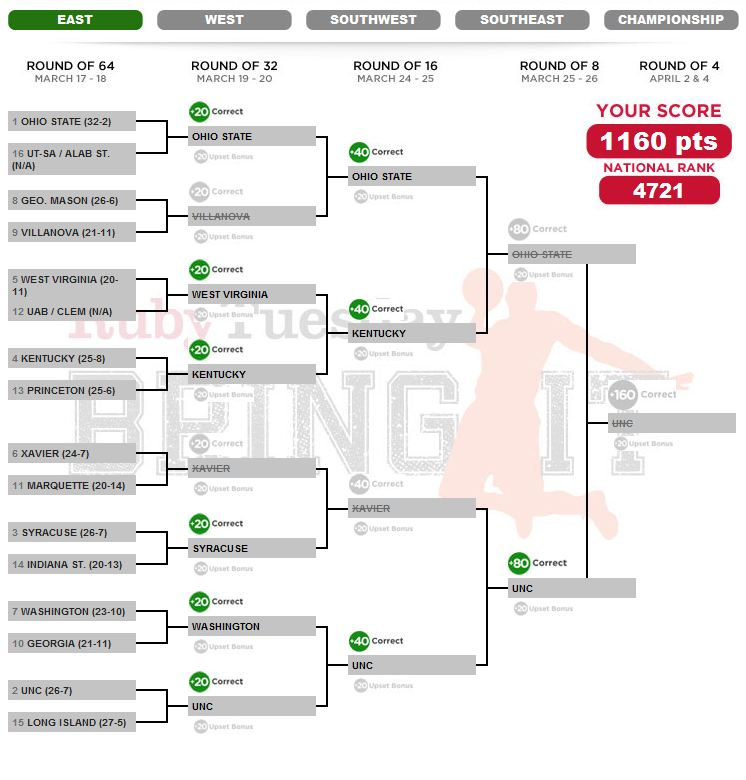 EAST
WEST
SOUTHWEST
SOUTHEAST
CHAMPIONSHIP
ROUND OF 64
MARCH 17 - 18
ROUND OF 32
MARCH 19 - 20
ROUND OF 16
MARCH 24 - 25
ROUND OF 8
MARCH 25 - 26
ROUND OF 4
APRIL 2 & 4
YOUR SCORE
1160 pts
NATIONAL RANK
4721
1 OHIO STATE (32-2)
16 UT-SA / ALAB ST.
(N/A)
8 GEO. MASON (26-6)
9 VILLANOVA (21-11)
5 WEST VIRGINIA (20-
11)
12 UAB / CLEM (N/A)
4 KENTUCKY (25-8)
13 PRINCETON (25-6)
6 XAVIER (24-7)
11 MARQUETTE (20-14)
3 SYRACUSE (26-7)
14 INDIANA ST. (20-13)
7 WASHINGTON (23-10)
10 GEORGIA (21-11)
2 UNC (26-7)
15 LONG ISLAND (27-5)
+20 Correct
OHIO STATE
+20 Upset Bonus
+20 Correct
VILLANOVA
+20 Upset Bonus
+20 Correct
WEST VIRGINIA
+20 Upset Bonus
+20 Correct
KENTUCKY
+20 Upset Bonus
+20 Correct
XAVIER
+20 Upset Bonus
+20 Correct
SYRACUSE
+20 Upset Bonus
+20 Correct
WASHINGTON
+20 Upset Bonus
+20 Correct
UNC
+20 Upset Bonus
+40 Correct
OHIO STATE
+20 Upset Bonus
+40 Correct
KENTUCKY
+20 Upset Bonus
+40 Correct
XAVIER
+20 Upset Bonus
+40 Correct
UNC
+20 Upset Bonus
+80 Correct
OHIO STATE
+20 Upset Bonus
+80 Correct
UNC
+20 Upset Bonus
+160 Correct
UNC
+20 Upset Bonus
Ruby Tuesday
BRING IT